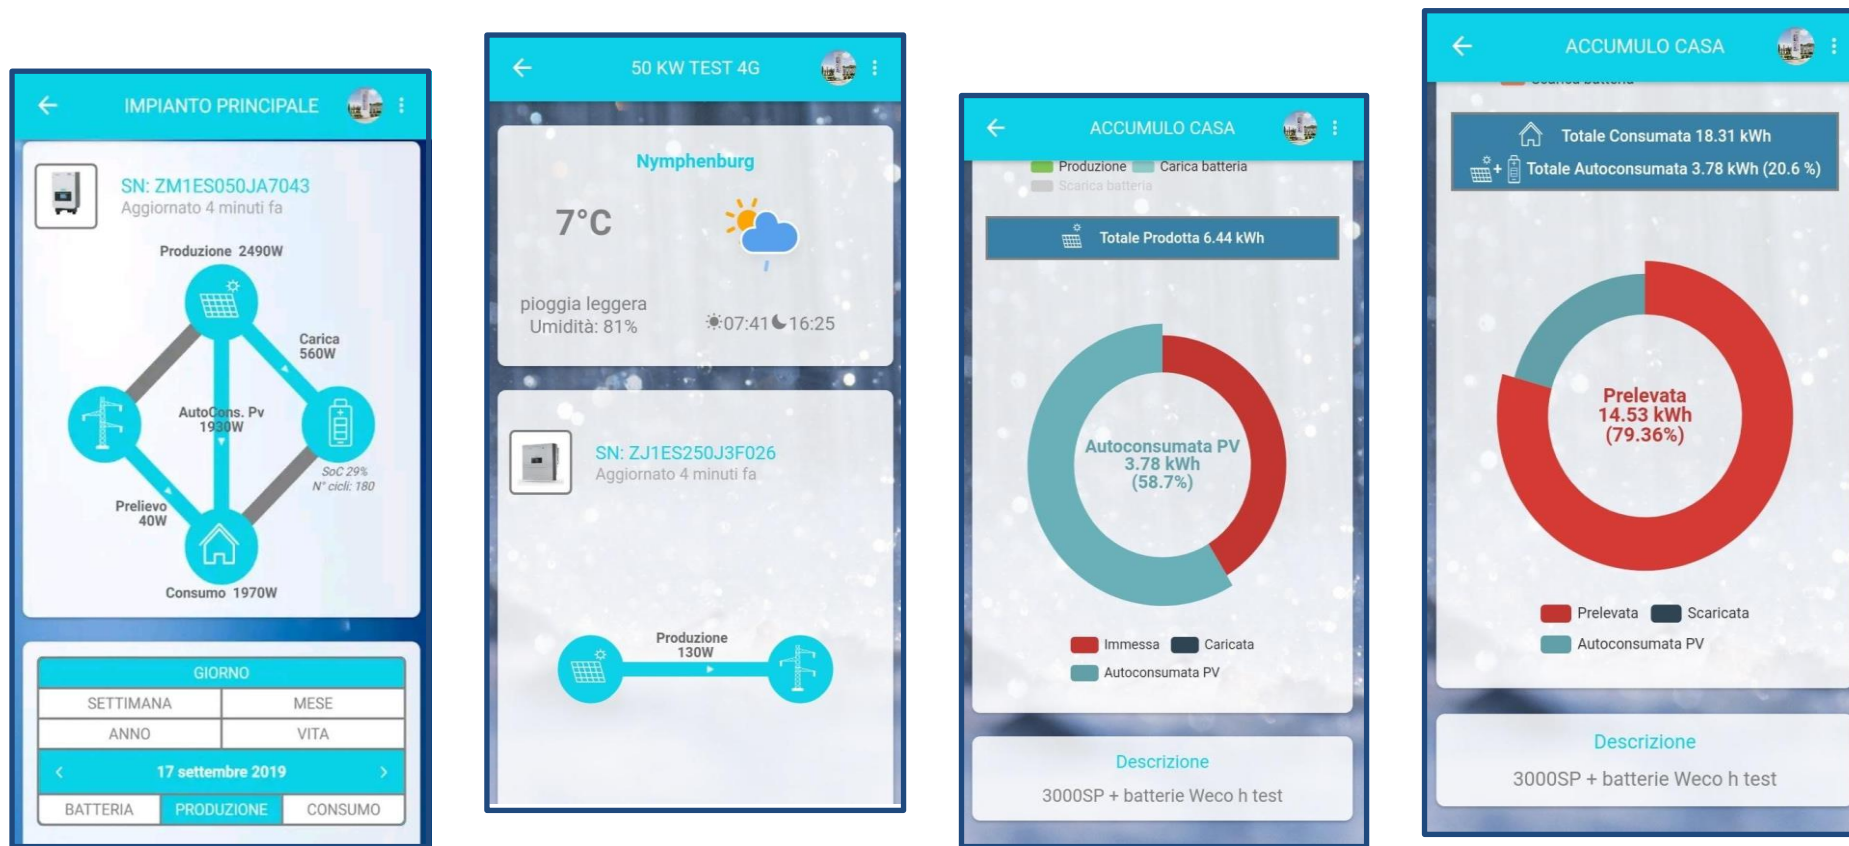 IMPIANTO PRINCIPALE
SN: ZM1ES050JA7043
Aggiornato 4 minuti fa
Produzione 2490W
Carica
560W
AutoCons. Pv
1930W
SoC 29%
N° cicli: 180
Prelievo
40W
Consumo 1970W
GIORNO
SETTIMANA MESE
ANNO VITA
17 settembre 2019
BATTERIA PRODUZIONE CONSUMO
50 KW TEST 4G
Nymphenburg
7°C
pioggia leggera
Umidità: 81%
07:41 16:25
SN: ZJ1ES250J3F026
Aggiornato 4 minuti fa
Produzione
130W
ACCUMULO CASA
Produzione Carica batteria
Scarica batteria
Totale Prodotta 6.44 kWh
Autoconsumata PV
3.78 kWh
(58.7%)
Immessa Caricata
Autoconsumata PV
Descrizione
3000SP + batterie Weco h test
ACCUMULO CASA
Scarica batteria
Totale Consumata 18.31 kWh
+ Totale Autoconsumata 3.78 kWh (20.6 %)
Prelevata
14.53 kWh
(79.36%)
Prelevata Scaricata
Autoconsumata PV
Descrizione
3000SP + batterie Weco h test